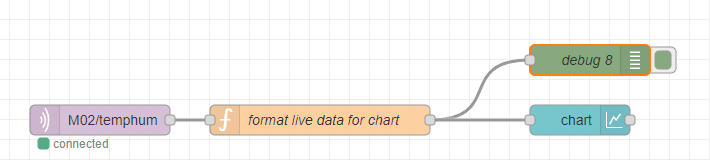 debug 8
M02/temphum
format live data for chart
chart
connected